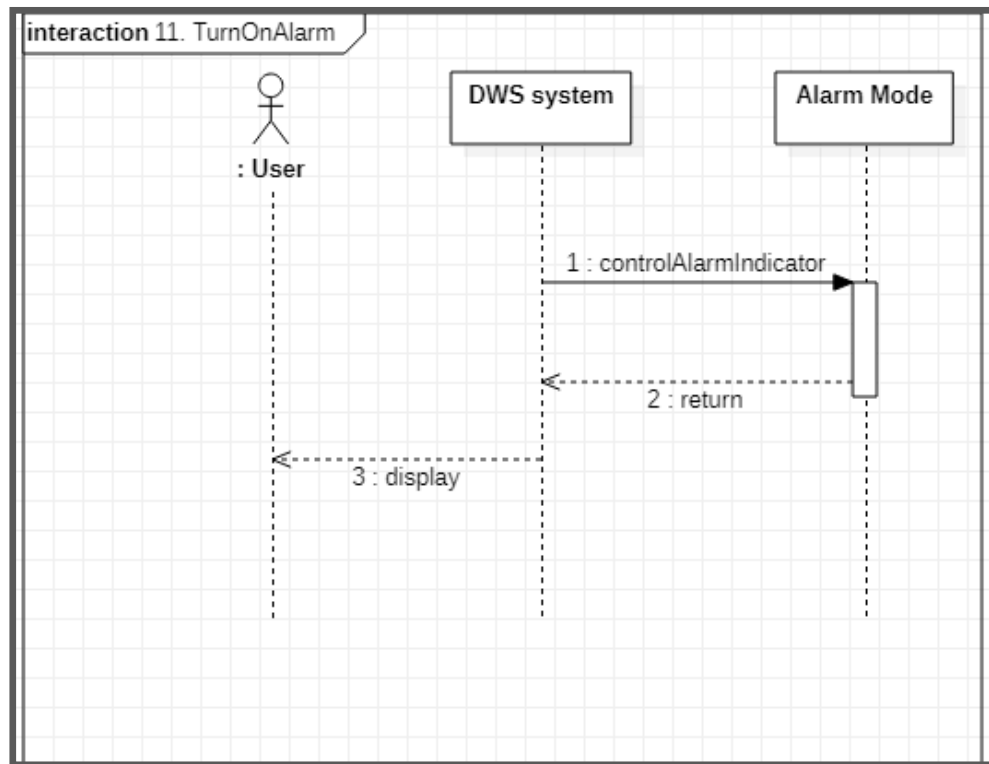 interaction 11. TurnOnAlarm
: User
DWS system
Alarm Mode
1 : controlAlarmIndicator
2 : return
3 : display